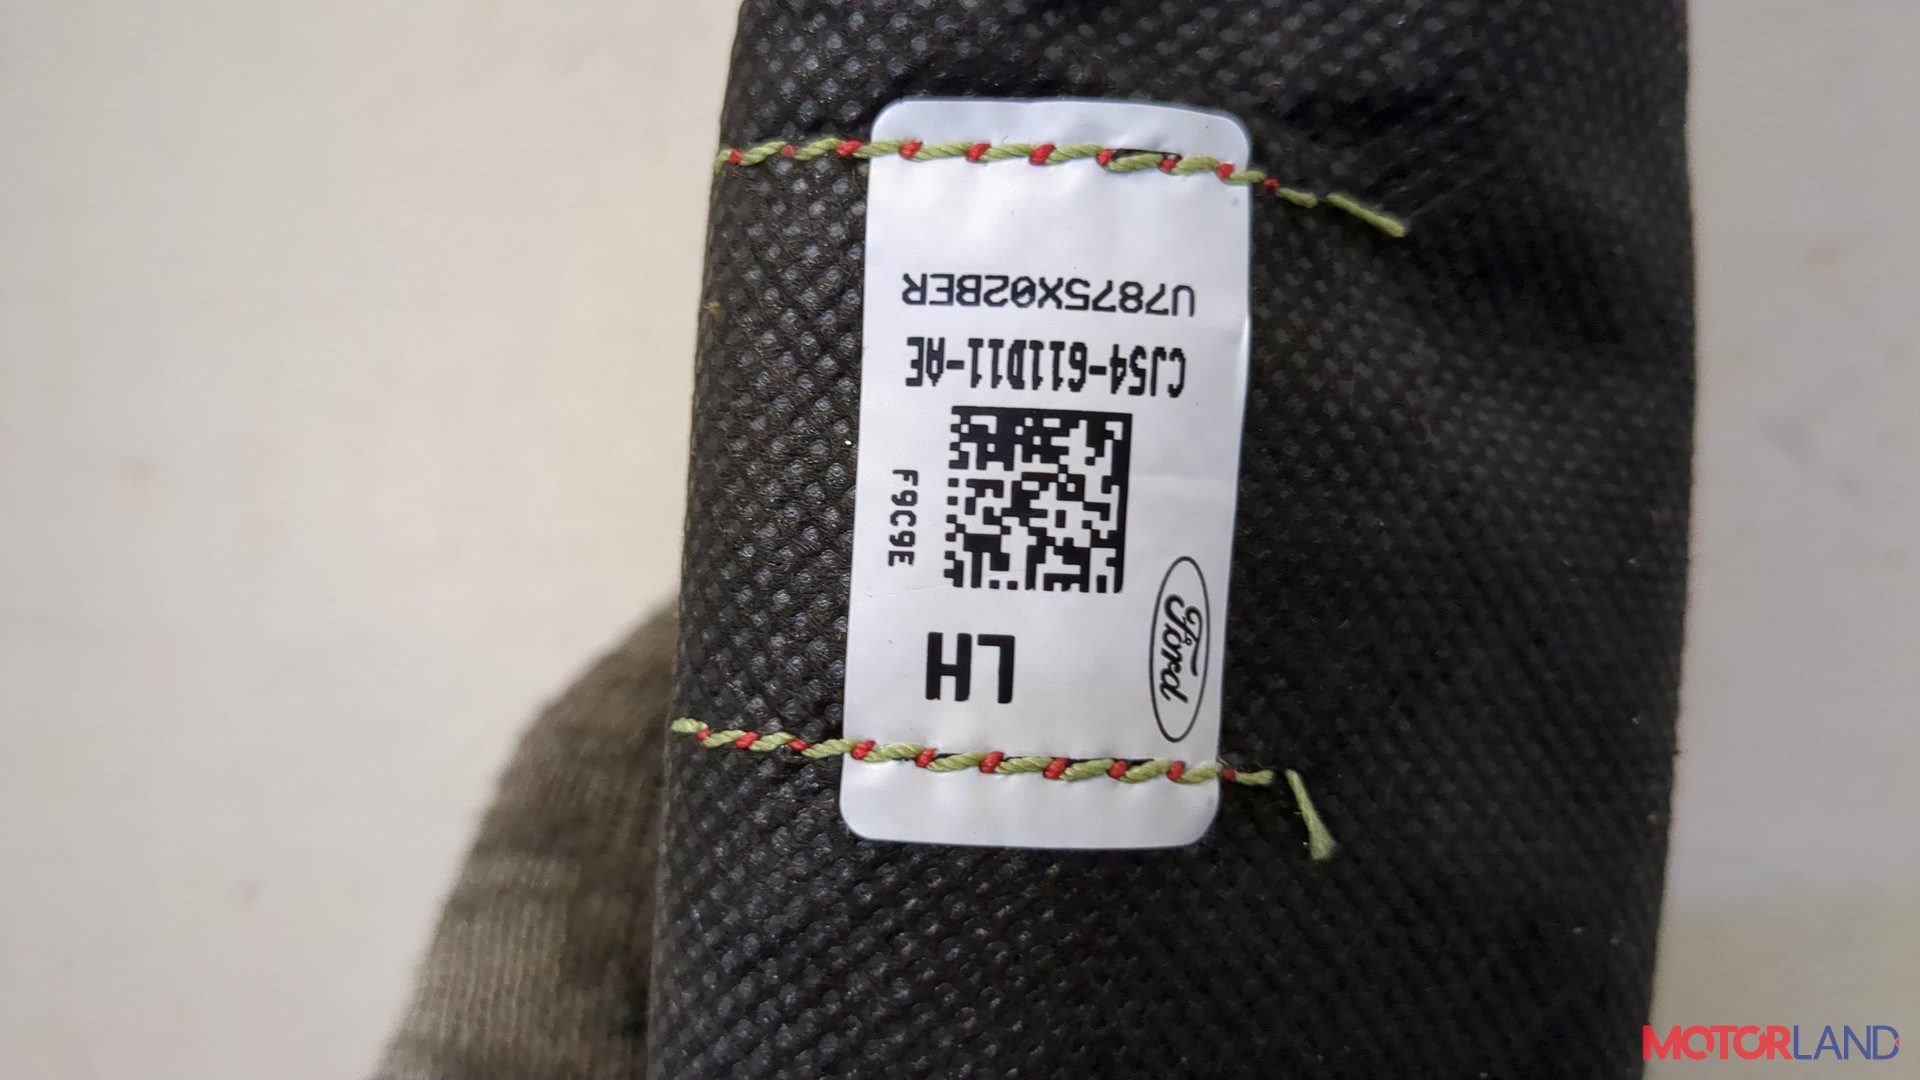 Ford
LH
F9C9E
CJ54-611D11-AE
U7875X02BER
MOTORLAND